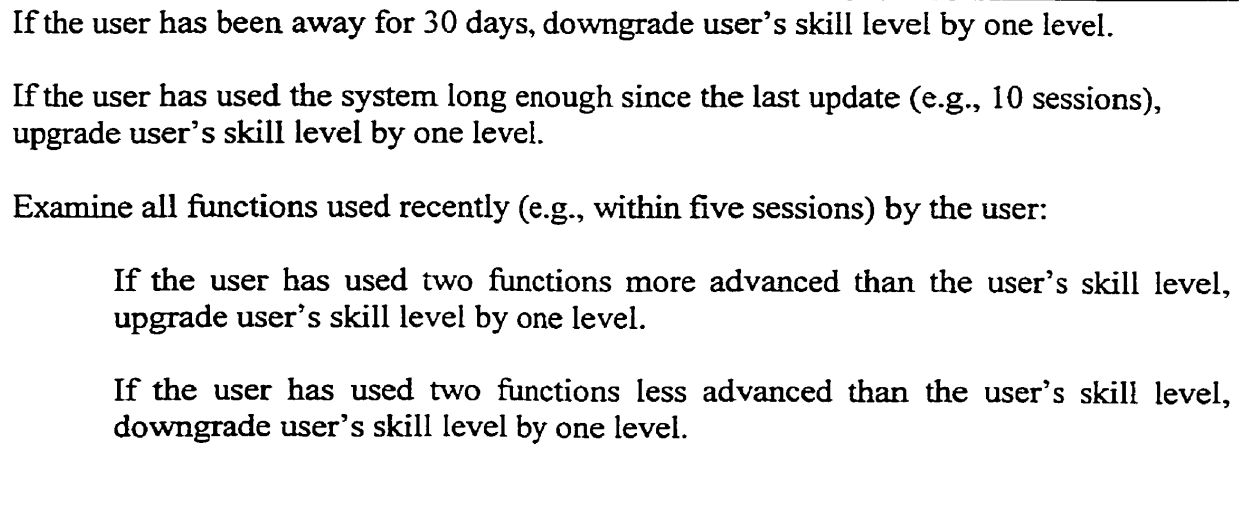 If the user has been away for 30 days, downgrade user's skill level by one level.
If the user has used the system long enough since the last update (e.g., 10 sessions),
upgrade user's skill level by one level.
Examine all functions used recently (e.g., within five sessions) by the user:
If the user has used two functions more advanced than the user's skill level,
upgrade user's skill level by one level.
If the user has used two functions less advanced than the user's skill level,
downgrade user's skill level by one level.